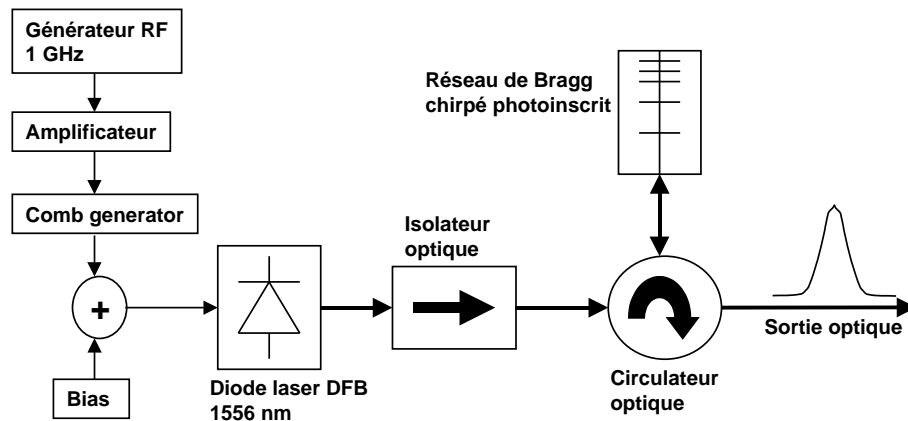 Générateur RF
1 GHz
Amplificateur
Comb generator
+
Bias
Diode laser DFB
1556 nm
Isolateur
optique
Réseau de Bragg
chirpé photoinscrit
Circulateur
optique
Sortie optique